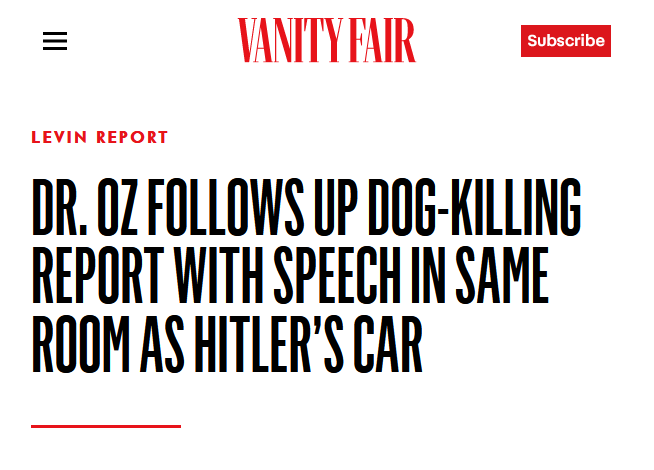 VANITY FAIR
Subscribe
LEVIN REPORT
DR. OZ FOLLOWS UP DOG-KILLING
REPORT WITH SPEECH IN SAME
ROOM AS HITLER’S CAR